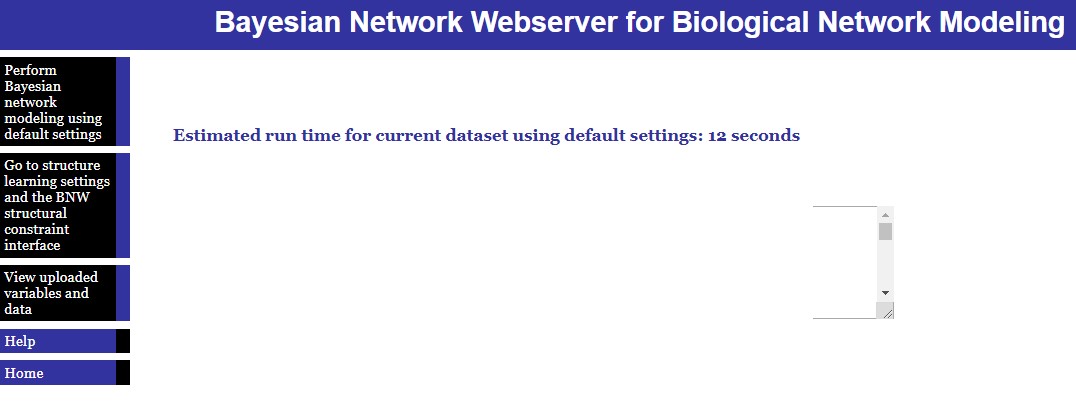 Bayesian Network Webserver for Biological Network Modeling
Perform
Bayesian
network
modeling using
default settings
Estimated run time for current dataset using default settings: 12 seconds
Go to structure
learning settings
and the BNW
structural
constraint
interface
View uploaded
variables and
data
Help
Home